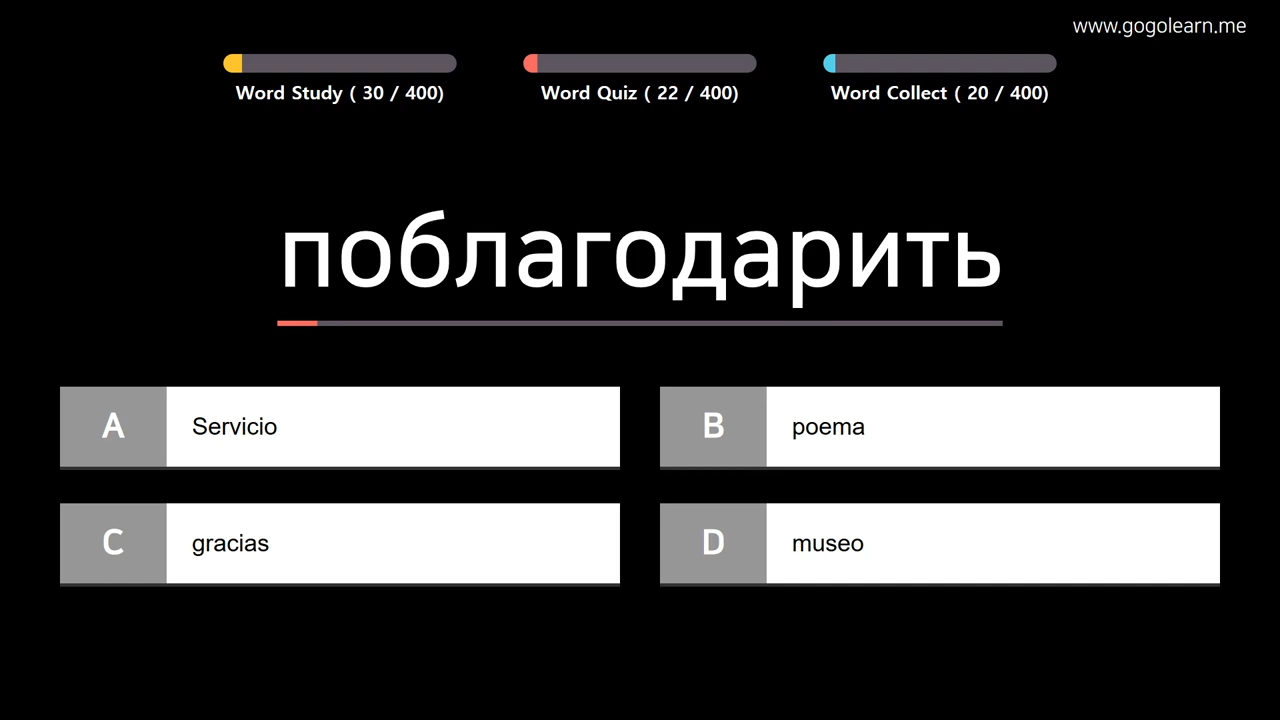 www.gogolearn.me
Word Study ( 30 / 400)
Word Quiz ( 22 / 400)
Word Collect ( 20 / 400)
поблагодарить
A Servicio
B poema
C gracias
D museo